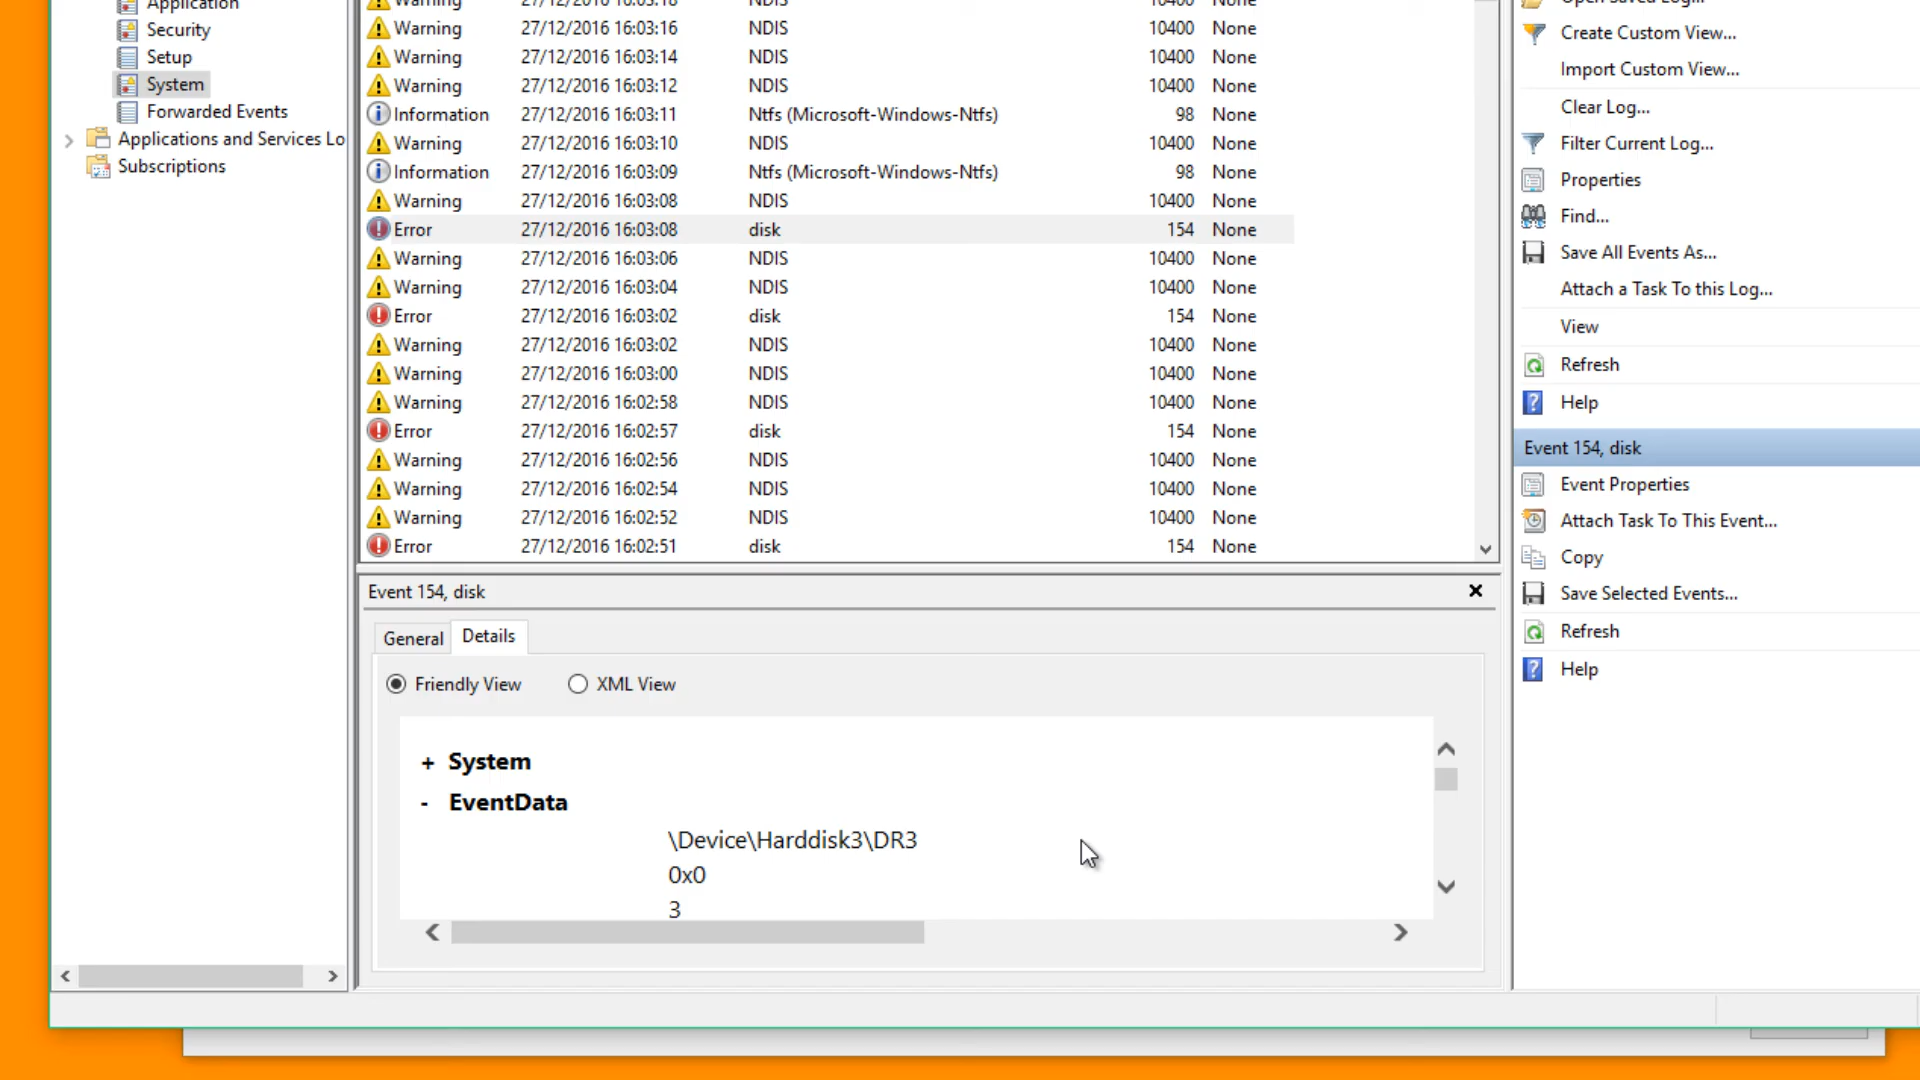 Application
Security
Setup
System
Forwarded Events
Applications and Services Lo
Subscriptions
Warning 27/12/2016 16:03:18 NDIS 10400 None
Warning 27/12/2016 16:03:16 NDIS 10400 None
Warning 27/12/2016 16:03:14 NDIS 10400 None
Warning 27/12/2016 16:03:12 NDIS 10400 None
Information 27/12/2016 16:03:11 Ntfs (Microsoft-Windows-Ntfs) 98 None
Warning 27/12/2016 16:03:10 NDIS 10400 None
Information 27/12/2016 16:03:09 Ntfs (Microsoft-Windows-Ntfs) 98 None
Warning 27/12/2016 16:03:08 NDIS 10400 None
Error 27/12/2016 16:03:08 disk 154 None
Warning 27/12/2016 16:03:06 NDIS 10400 None
Warning 27/12/2016 16:03:04 NDIS 10400 None
Error 27/12/2016 16:03:02 disk 154 None
Warning 27/12/2016 16:03:02 NDIS 10400 None
Warning 27/12/2016 16:03:00 NDIS 10400 None
Warning 27/12/2016 16:02:58 NDIS 10400 None
Error 27/12/2016 16:02:57 disk 154 None
Warning 27/12/2016 16:02:56 NDIS 10400 None
Warning 27/12/2016 16:02:54 NDIS 10400 None
Warning 27/12/2016 16:02:52 NDIS 10400 None
Error 27/12/2016 16:02:51 disk 154 None
Event 154, disk
General Details
Friendly View XML View
+ System
- EventData
\Device\Harddisk3\DR3
0x0
3
Open Saved Log...
Create Custom View...
Import Custom View...
Clear Log...
Filter Current Log...
Properties
Find...
Save All Events As...
Attach a Task To this Log...
View
Refresh
Help
Event 154, disk
Event Properties
Attach Task To This Event...
Copy
Save Selected Events...
Refresh
Help